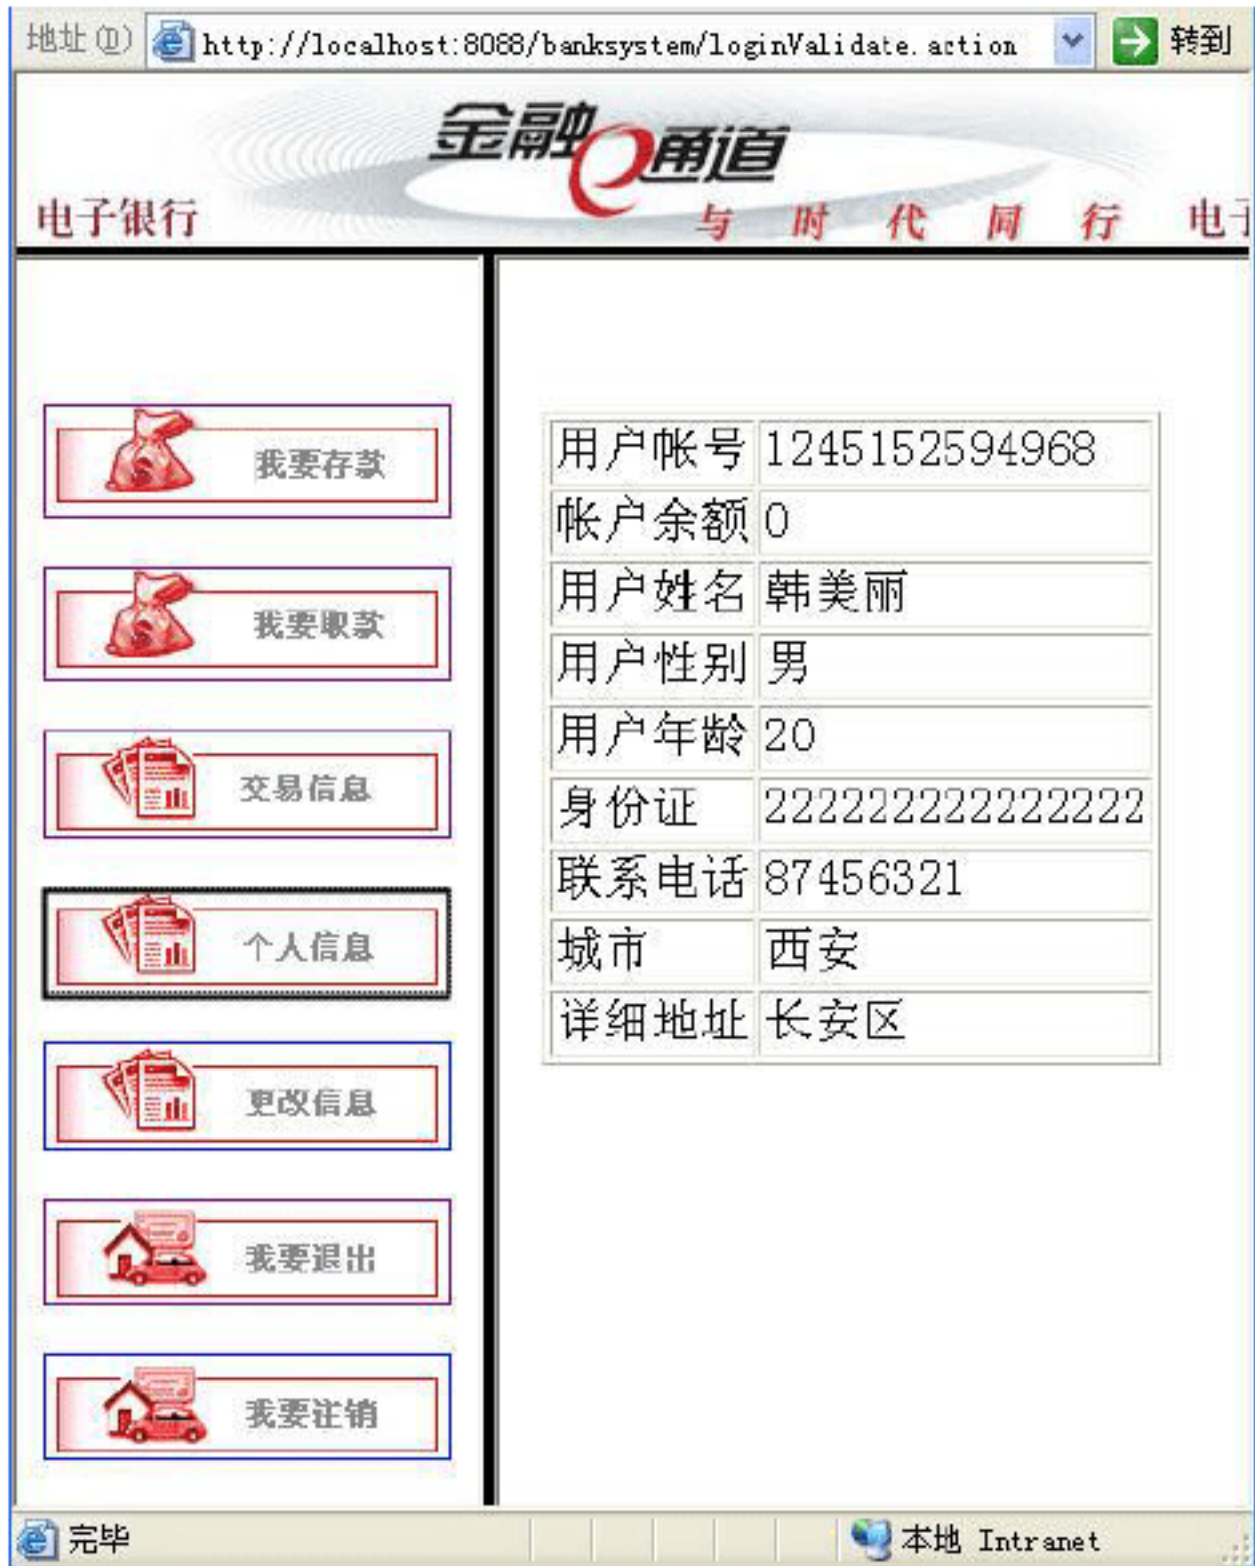 地址(D) http://localhost:8088/banksystem/loginValidate.action 转到
金融e通道
电子银行 与时代同行 电子
我要存款
我要取款
交易信息
个人信息
更改信息
我要退出
我要注销
用户帐号 1245152594968
帐户余额 0
用户姓名 韩美丽
用户性别 男
用户年龄 20
身份证 222222222222222
联系电话 87456321
城市 西安
详细地址 长安区
完毕 本地 Intranet